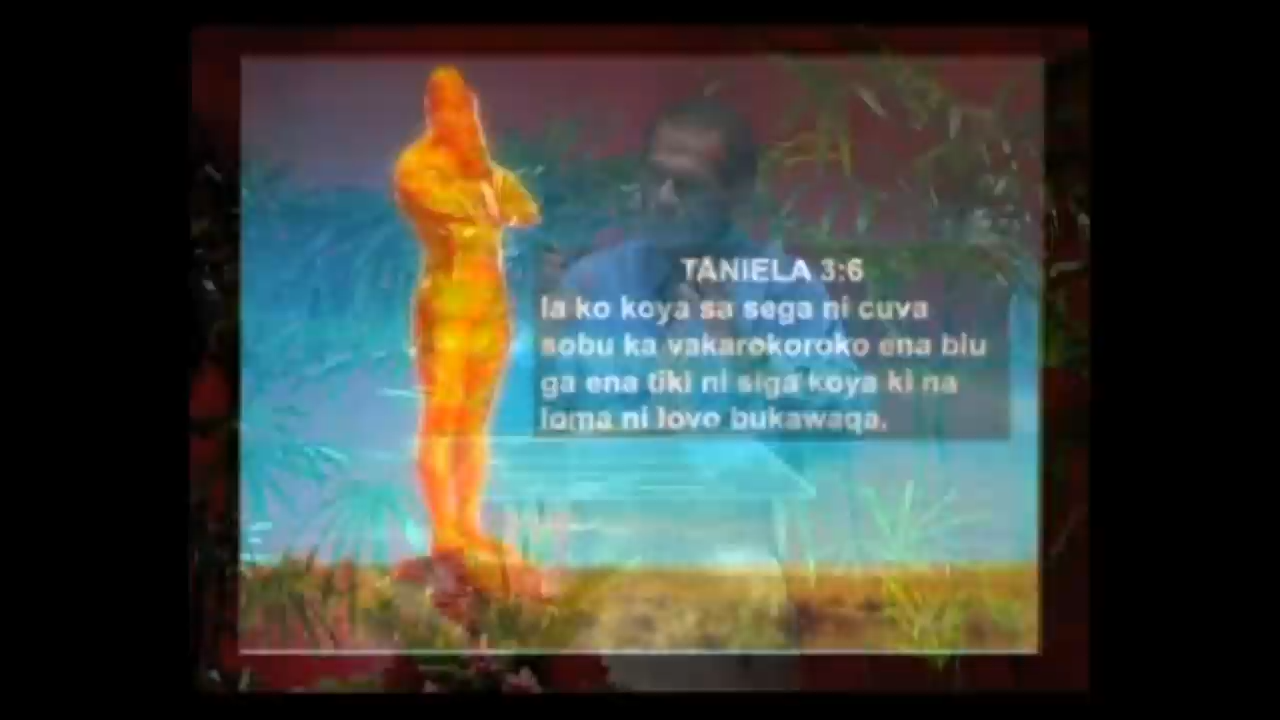 TANIELA 3:6
Ia ko koya sa sega ni cuva
sobu ka vakarokoroko ena biu
ga ena tiki ni siga koya ki na
loma ni lovo bukawaqa.